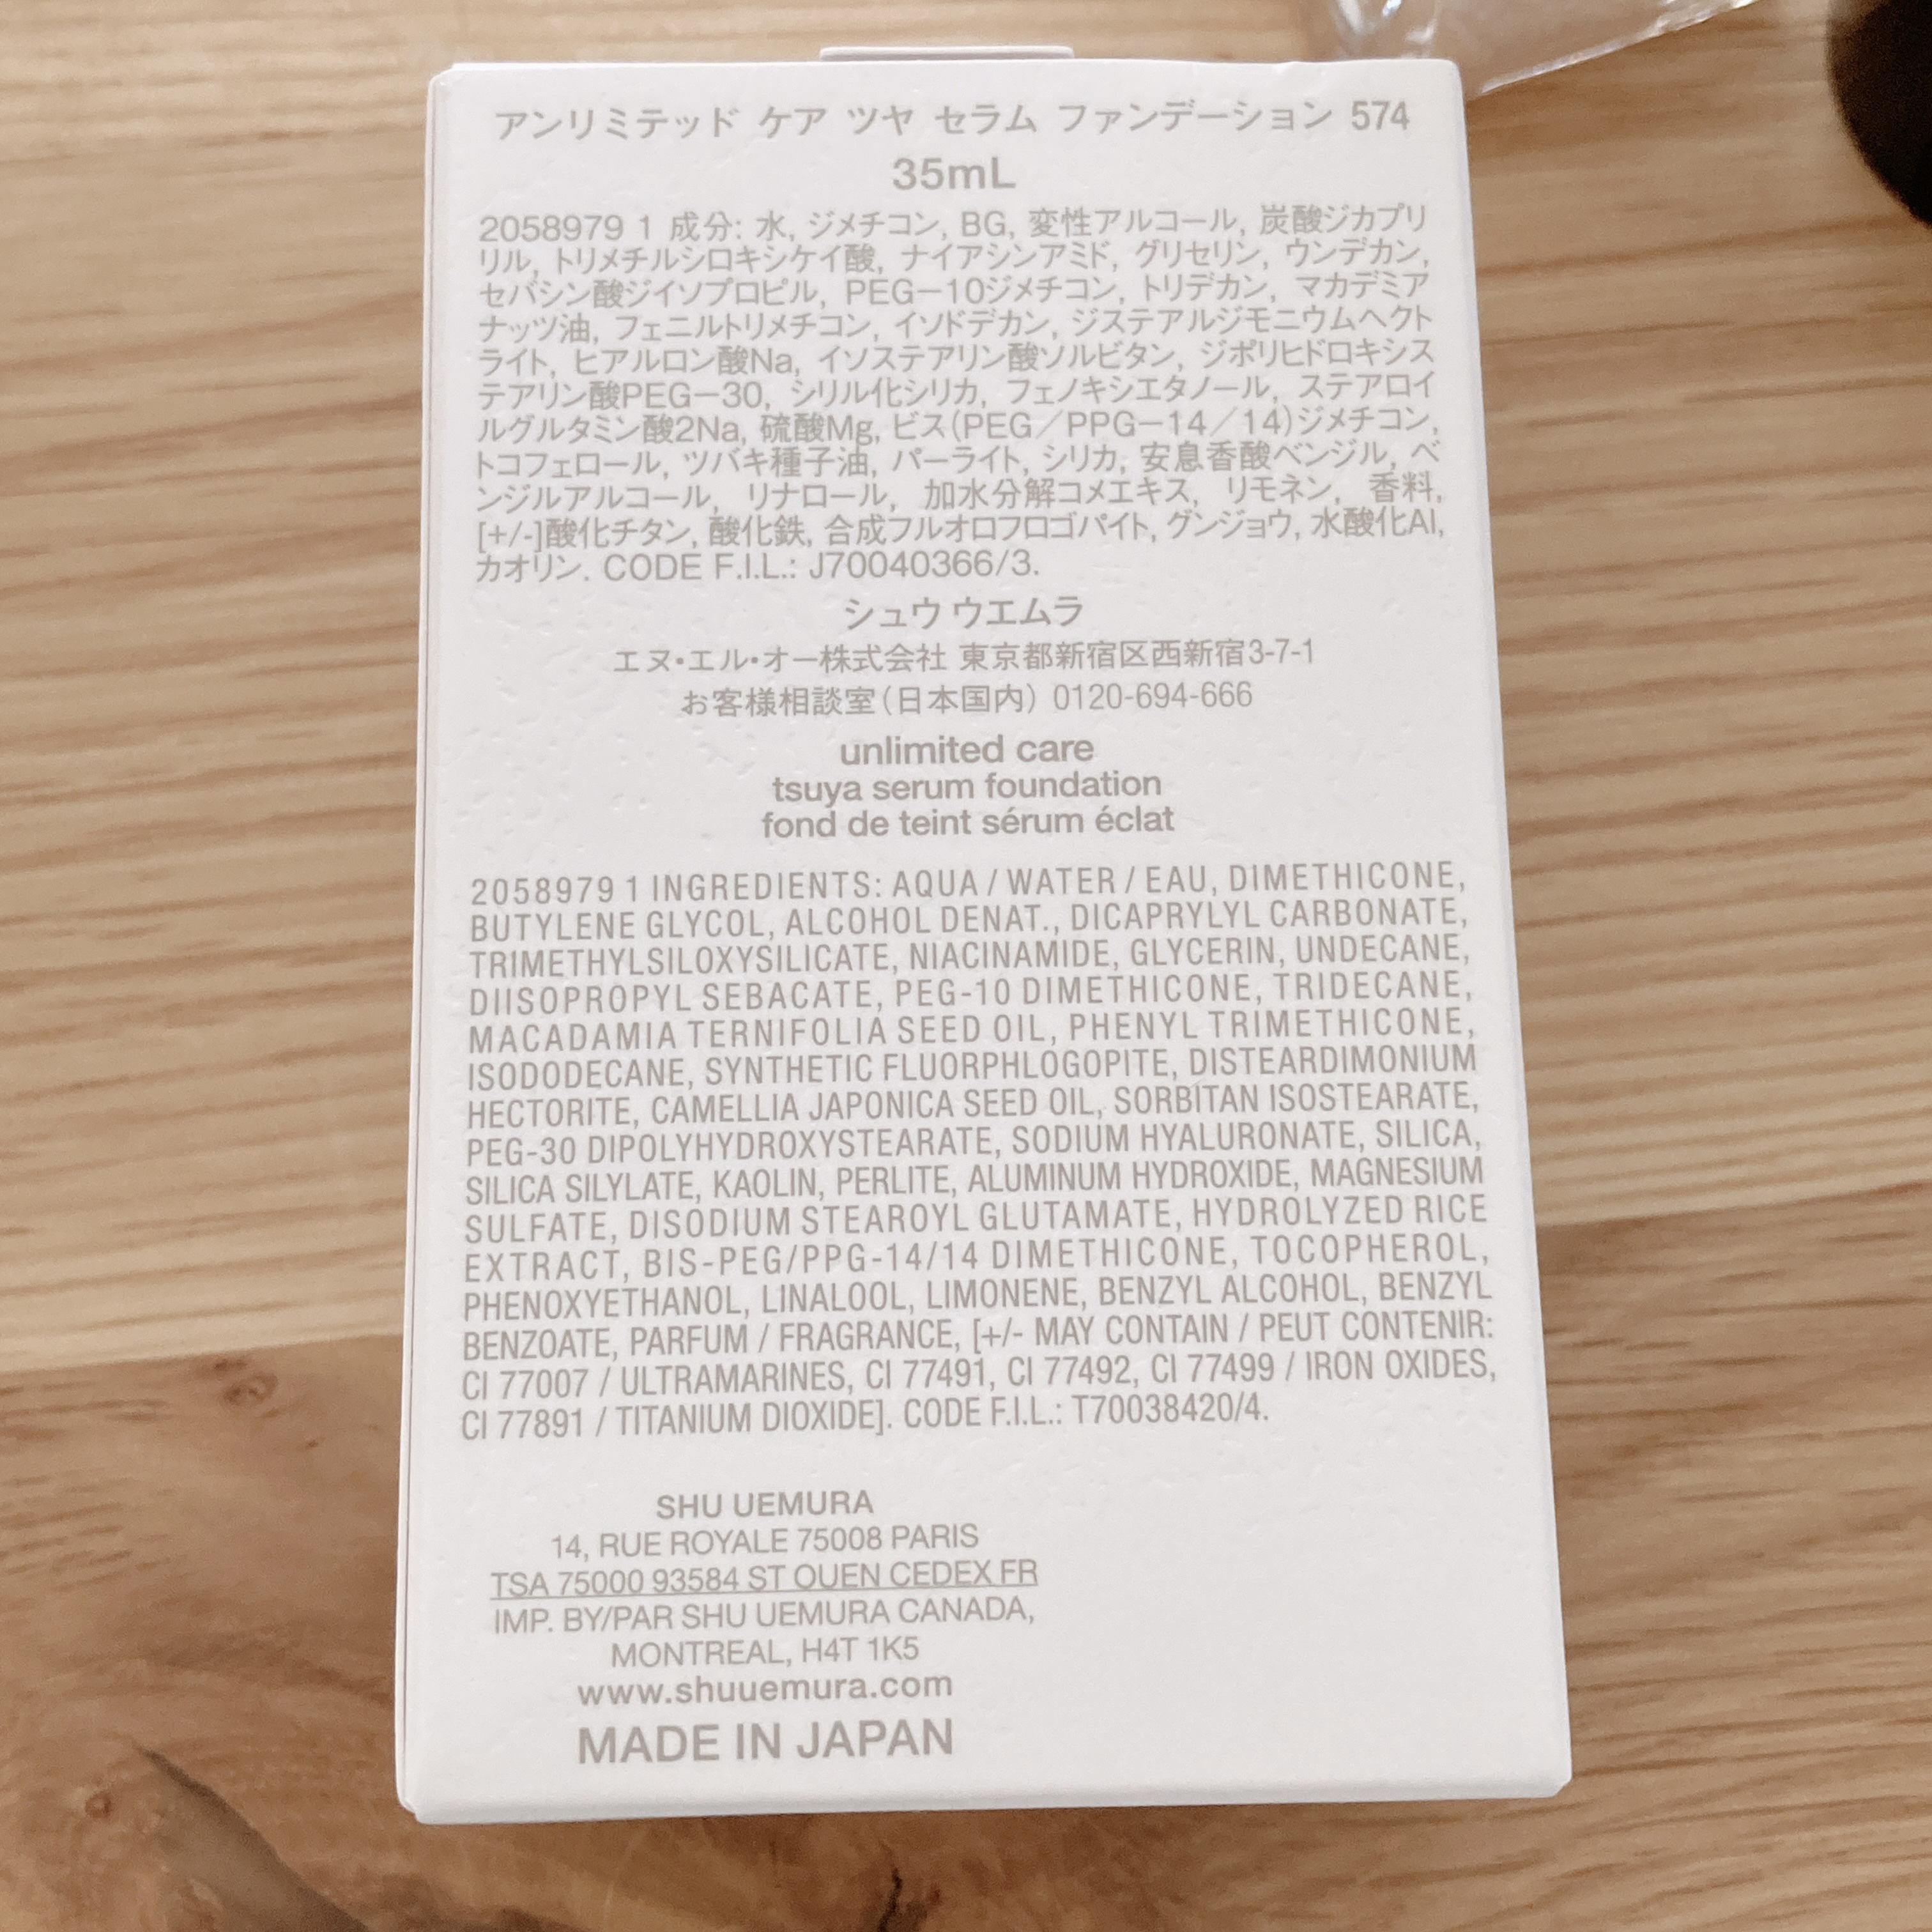 アンリミテッド ケア ツヤ セラム ファンデーション 574
35mL
2058979 1 成分: 水, ジメチコン, BG, 変性アルコール, 炭酸ジカプリ
リル, トリメチルシロキシケイ酸, ナイアシンアミド, グリセリン, ウンデカン,
セバシン酸ジイソプロピル, PEG－10ジメチコン, トリデカン, マカデミア
ナッツ油, フェニルトリメチコン, イソドデカン, ジステアルジモニウムヘクト
ライト, ヒアルロン酸Na, イソステアリン酸ソルビタン, ジポリヒドロキシス
テアリン酸PEG－30, シリル化シリカ, フェノキシエタノール, ステアロイ
ルグルタミン酸2Na, 硫酸Mg, ビス(PEG／PPG－14／14)ジメチコン,
トコフェロール, ツバキ種子油, パーライト, シリカ, 安息香酸ベンジル, ベ
ンジルアルコール, リナロール, 加水分解コメエキス, リモネン, 香料,
[+/-]酸化チタン, 酸化鉄, 合成フルオロフロゴパイト, グンジョウ, 水酸化Al,
カオリン. CODE F.I.L.: J70040366/3.
シュウ ウエムラ
エヌ･エル･オー株式会社 東京都新宿区西新宿3-7-1
お客様相談室(日本国内) 0120-694-666
unlimited care
tsuya serum foundation
fond de teint sérum éclat
2058979 1 INGREDIENTS: AQUA / WATER / EAU, DIMETHICONE,
BUTYLENE GLYCOL, ALCOHOL DENAT., DICAPRYLYL CARBONATE,
TRIMETHYLSILOXYSILICATE, NIACINAMIDE, GLYCERIN, UNDECANE,
DIISOPROPYL SEBACATE, PEG-10 DIMETHICONE, TRIDECANE,
MACADAMIA TERNIFOLIA SEED OIL, PHENYL TRIMETHICONE,
ISODODECANE, SYNTHETIC FLUORPHLOGOPITE, DISTEARDIMONIUM
HECTORITE, CAMELLIA JAPONICA SEED OIL, SORBITAN ISOSTEARATE,
PEG-30 DIPOLYHYDROXYSTEARATE, SODIUM HYALURONATE, SILICA,
SILICA SILYLATE, KAOLIN, PERLITE, ALUMINUM HYDROXIDE, MAGNESIUM
SULFATE, DISODIUM STEAROYL GLUTAMATE, HYDROLYZED RICE
EXTRACT, BIS-PEG/PPG-14/14 DIMETHICONE, TOCOPHEROL,
PHENOXYETHANOL, LINALOOL, LIMONENE, BENZYL ALCOHOL, BENZYL
BENZOATE, PARFUM / FRAGRANCE, [+/- MAY CONTAIN / PEUT CONTENIR:
CI 77007 / ULTRAMARINES, CI 77491, CI 77492, CI 77499 / IRON OXIDES,
CI 77891 / TITANIUM DIOXIDE]. CODE F.I.L.: T70038420/4.
SHU UEMURA
14, RUE ROYALE 75008 PARIS
TSA 75000 93584 ST OUEN CEDEX FR
IMP. BY/PAR SHU UEMURA CANADA,
MONTREAL, H4T 1K5
www.shuuemura.com
MADE IN JAPAN